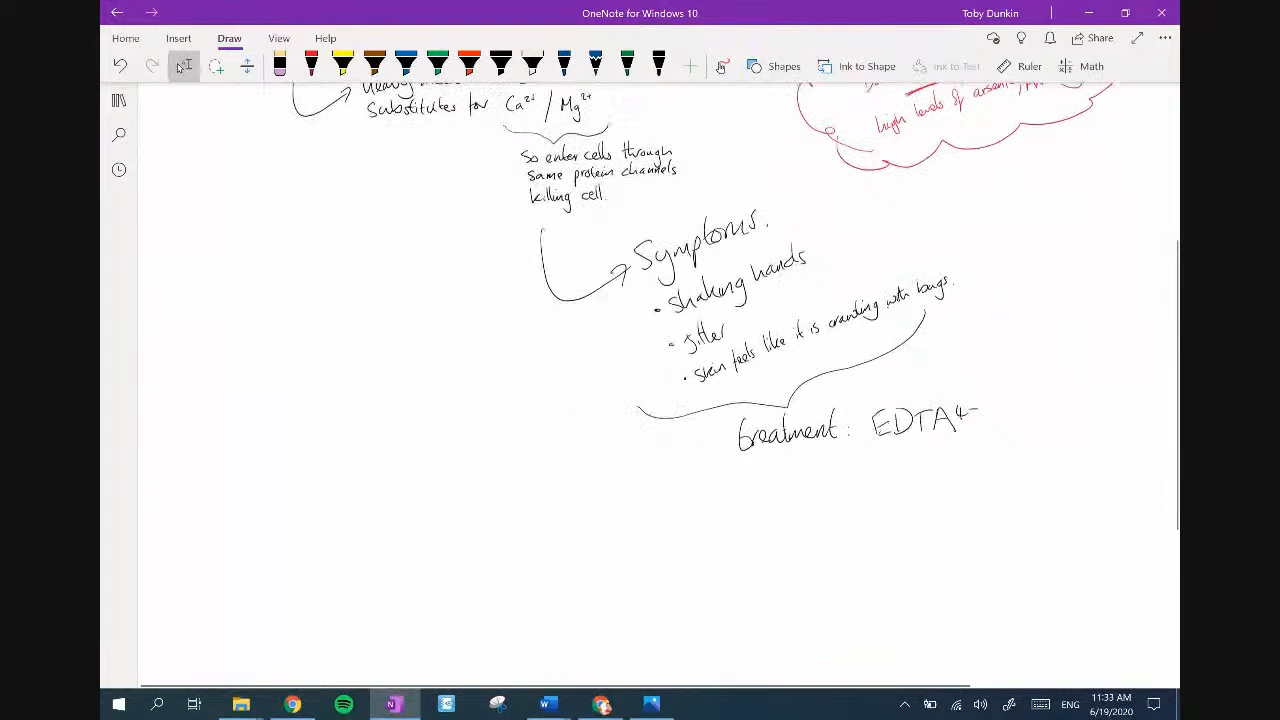 OneNote for Windows 10
Toby Dunkin
Home Insert Draw View Help
Share
Shapes
Ink to Shape
Ink to Text
Ruler
Math
Substitutes for Ca²⁺ / Mg²⁺
high levels of arsenic,
So enter cells through
same protein channels
killing cell.
Symptoms.
• shaking hands
• jitter
• skin feels like it is crawling with bugs.
treatment: EDTA⁴⁻
ENG
11:33 AM
6/19/2020